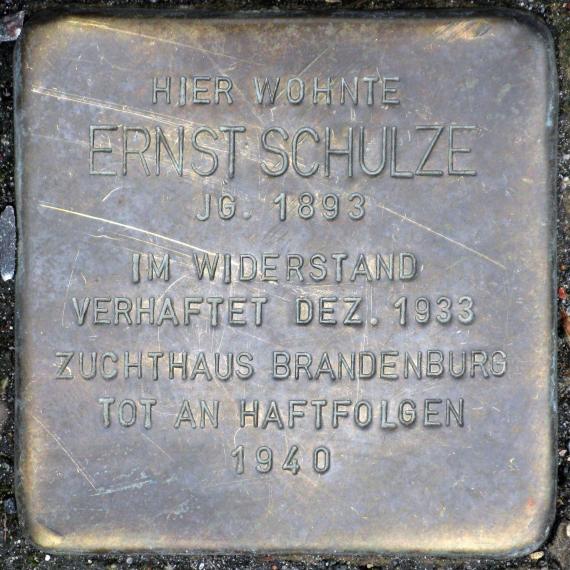 HIER WOHNTE
ERNST SCHULZE
JG. 1893
IM WIDERSTAND
VERHAFTET DEZ. 1933
ZUCHTHAUS BRANDENBURG
TOT AN HAFTFOLGEN
1940